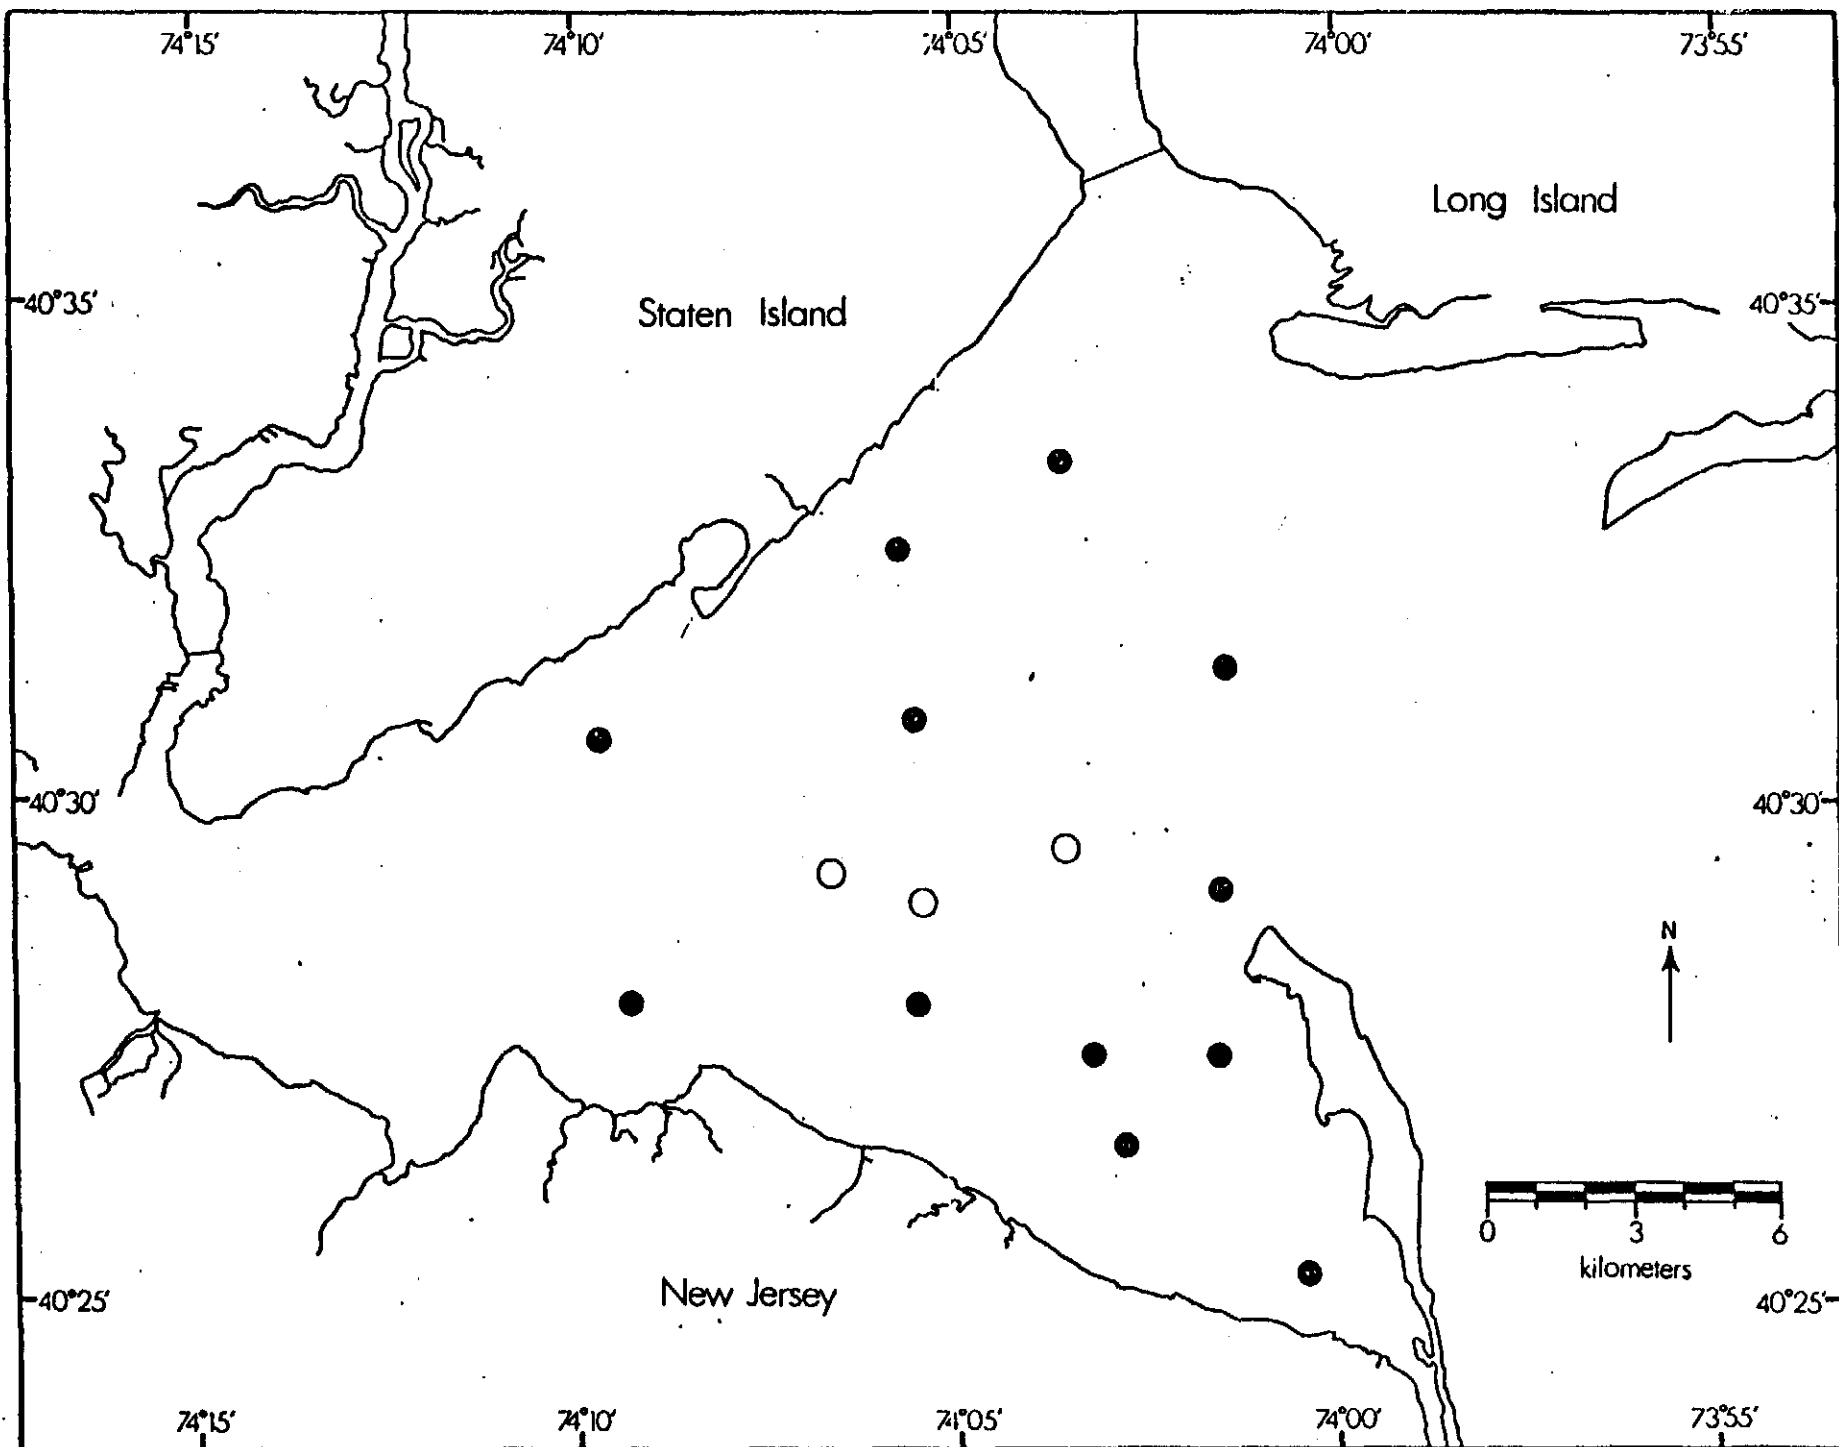 74°15′ 74°10′ 74°05′ 74°00′ 73°55′
Long Island
Staten Island
40°35′ 40°35′
40°30′ 40°30′
N
0 3 6
kilometers
New Jersey
40°25′ 40°25′
74°15′ 74°10′ 74°05′ 74°00′ 73°55′